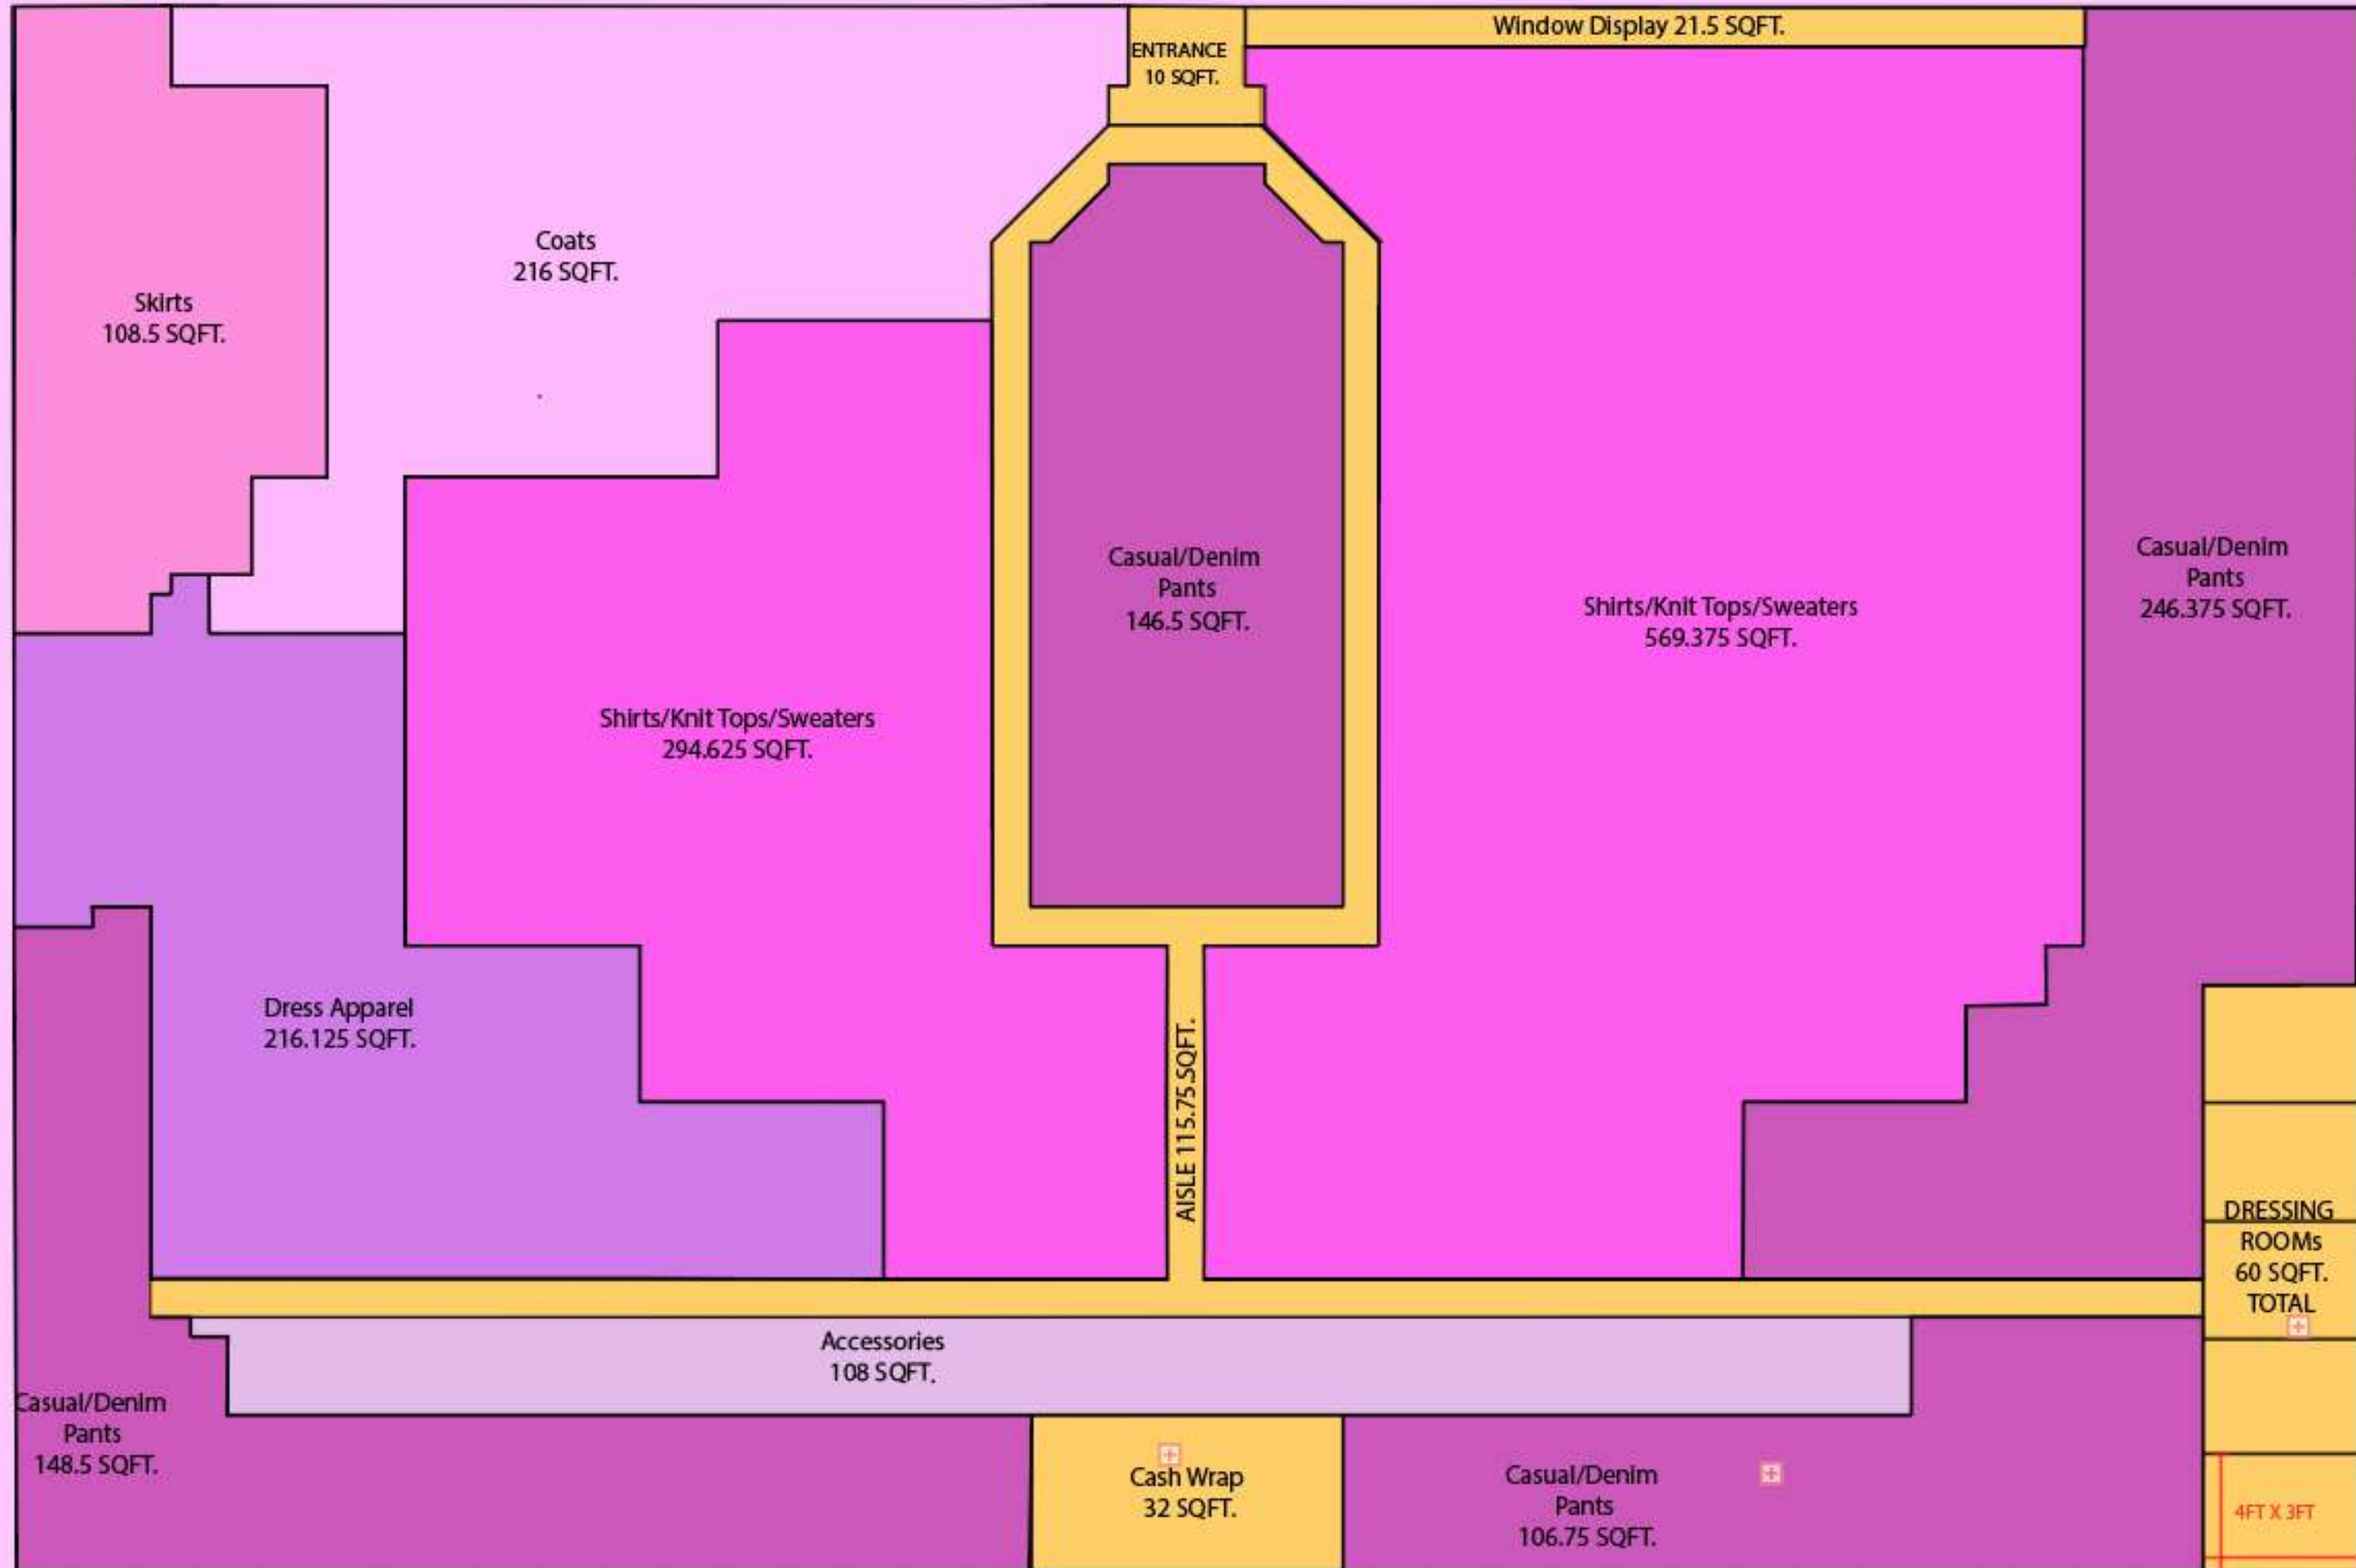 Window Display 21.5 SQFT.
ENTRANCE
10 SQFT.
Coats
216 SQFT.
Skirts
108.5 SQFT.
Casual/Denim
Pants
146.5 SQFT.
Casual/Denim
Pants
246.375 SQFT.
Shirts/Knit Tops/Sweaters
569.375 SQFT.
Shirts/Knit Tops/Sweaters
294.625 SQFT.
Dress Apparel
216.125 SQFT.
AISLE 115.75.SQFT.
DRESSING
ROOMs
60 SQFT.
TOTAL
Accessories
108 SQFT.
Casual/Denim
Pants
148.5 SQFT.
Cash Wrap
32 SQFT.
Casual/Denim
Pants
106.75 SQFT.
4FT X 3FT